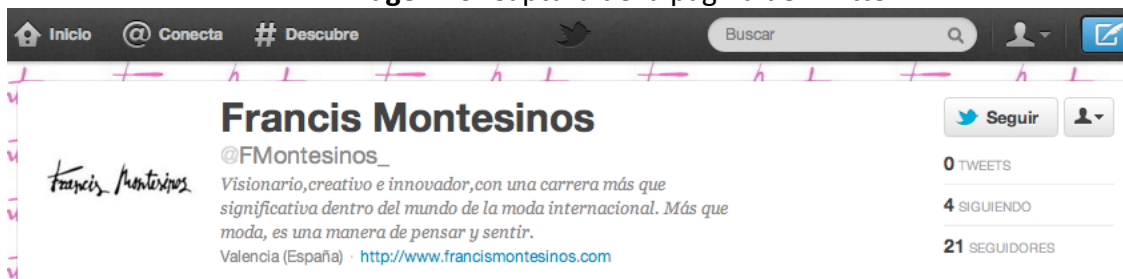 Inicio @ Conecta # Descubre Buscar
Francis Montesinos
@FMontesinos_
Seguir
Francis Montesinos
Visionario,creativo e innovador,con una carrera más que
significativa dentro del mundo de la moda internacional. Más que
moda, es una manera de pensar y sentir.
Valencia (España) · http://www.francismontesinos.com
0 TWEETS
4 SIGUIENDO
21 SEGUIDORES